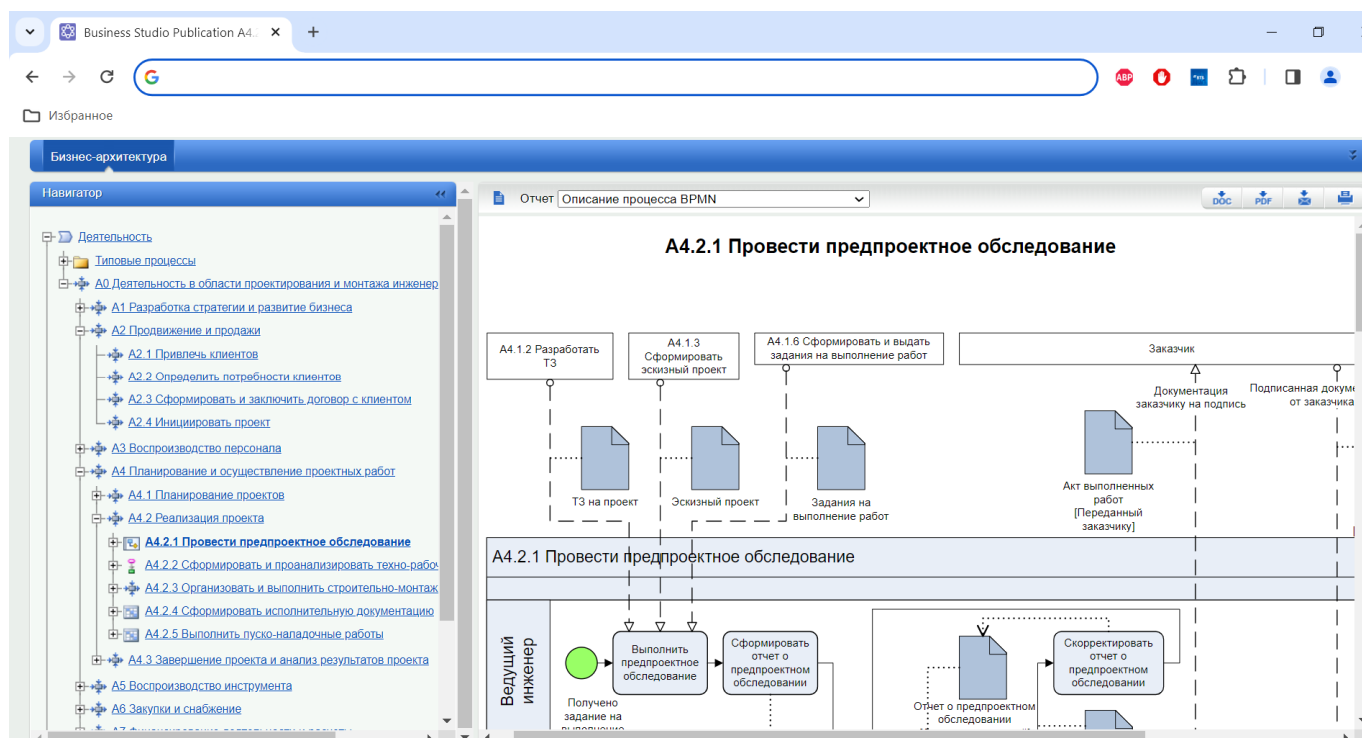 Business Studio Publication A4.
Избранное
Бизнес-архитектура
Навигатор
Деятельность
Типовые процессы
A0 Деятельность в области проектирования и монтажа инженер
A1 Разработка стратегии и развитие бизнеса
A2 Продвижение и продажи
A2.1 Привлечь клиентов
A2.2 Определить потребности клиентов
A2.3 Сформировать и заключить договор с клиентом
A2.4 Инициировать проект
A3 Воспроизводство персонала
A4 Планирование и осуществление проектных работ
A4.1 Планирование проектов
A4.2 Реализация проекта
A4.2.1 Провести предпроектное обследование
A4.2.2 Сформировать и проанализировать техно-рабоч
A4.2.3 Организовать и выполнить строительно-монтаж
A4.2.4 Сформировать исполнительную документацию
A4.2.5 Выполнить пуско-наладочные работы
A4.3 Завершение проекта и анализ результатов проекта
A5 Воспроизводство инструмента
A6 Закупки и снабжение
Отчет
Описание процесса BPMN
DOC
PDF
ABP
A4.2.1 Провести предпроектное обследование
A4.1.2 Разработать
ТЗ
A4.1.3
Сформировать
эскизный проект
A4.1.6 Сформировать и выдать
задания на выполнение работ
Заказчик
Документация
заказчику на подпись
Подписанная докуме
от заказчика
ТЗ на проект
Эскизный проект
Задания на
выполнение работ
Акт выполненных
работ
[Переданный
заказчику]
A4.2.1 Провести предпроектное обследование
Ведущий
инженер
Выполнить
предпроектное
обследование
Сформировать
отчет о
предпроектном
обследовании
Скорректировать
отчет о
предпроектном
обследовании
Получено
задание на
выполнение
Отчет о предпроектном
обследовании